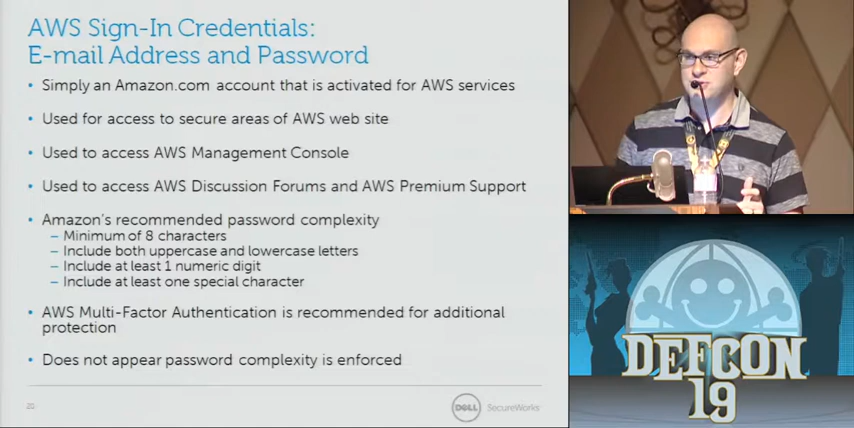 AWS Sign-In Credentials:
E-mail Address and Password
• Simply an Amazon.com account that is activated for AWS services
• Used for access to secure areas of AWS web site
• Used to access AWS Management Console
• Used to access AWS Discussion Forums and AWS Premium Support
• Amazon's recommended password complexity
– Minimum of 8 characters
– Include both uppercase and lowercase letters
– Include at least 1 numeric digit
– Include at least one special character
• AWS Multi-Factor Authentication is recommended for additional
protection
• Does not appear password complexity is enforced
20
DELL SecureWorks
DEFCON
19